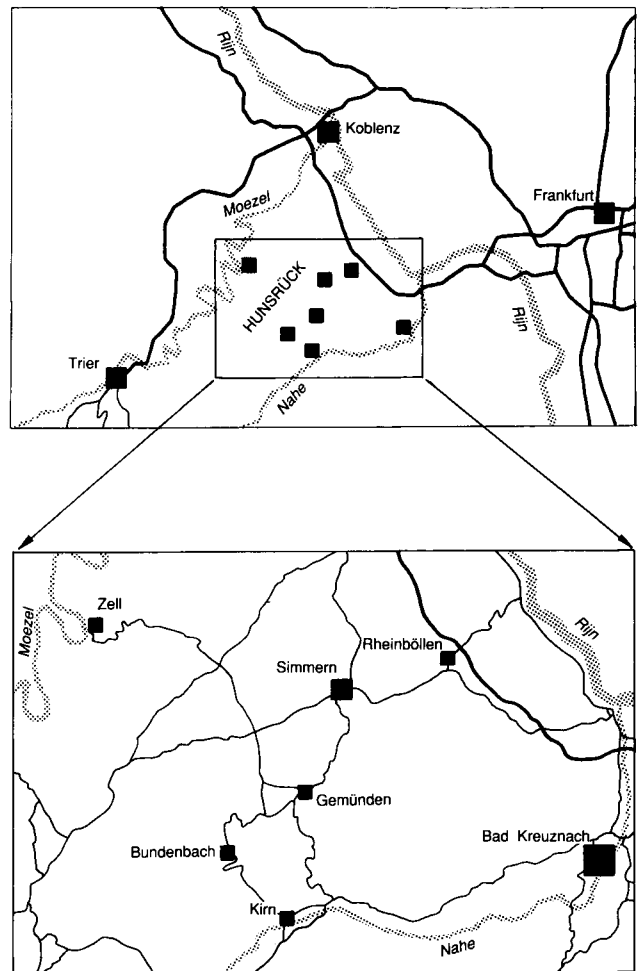 Rijn
Koblenz
Moezel
Frankfurt
HUNSRÜCK
Rijn
Trier
Nahe
Zell
Moezel
Rijn
Rheinböllen
Simmern
Gemünden
Bad Kreuznach
Bundenbach
Kirn
Nahe